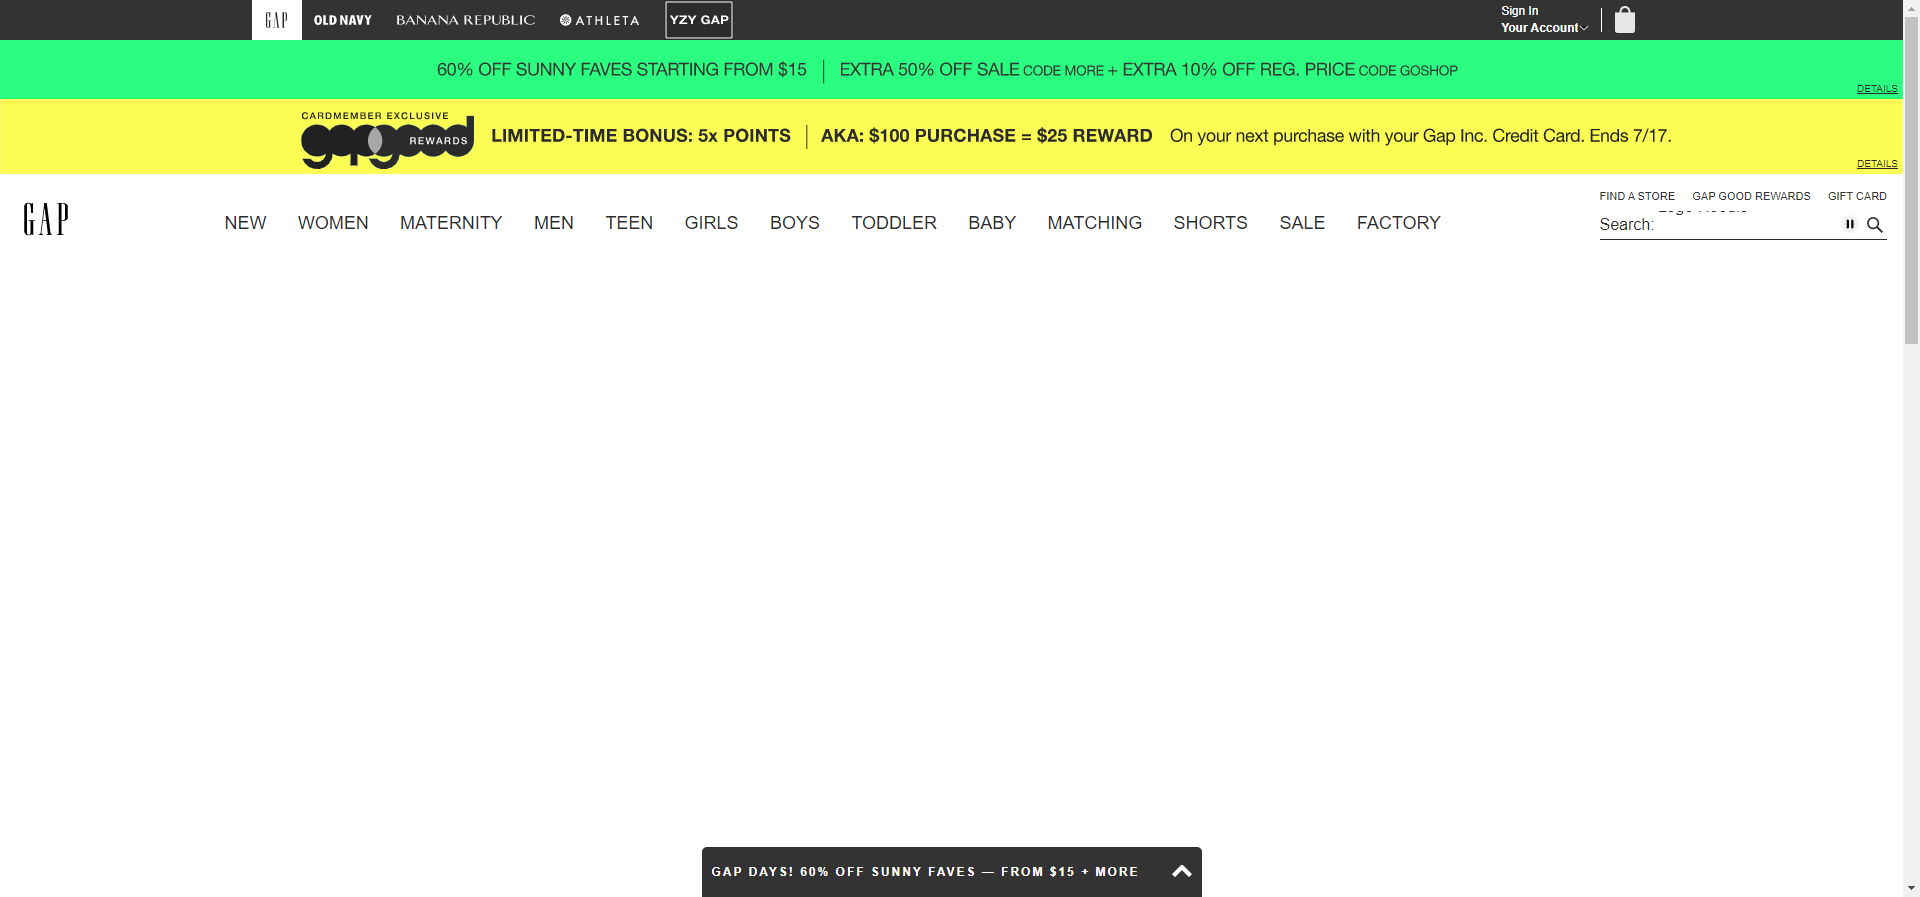 GAP OLD NAVY BANANA REPUBLIC ATHLETA YZY GAP
Sign In
Your Account
60% OFF SUNNY FAVES STARTING FROM $15 EXTRA 50% OFF SALE CODE MORE + EXTRA 10% OFF REG. PRICE CODE GOSHOP
DETAILS
CARDMEMBER EXCLUSIVE
gapgood REWARDS LIMITED-TIME BONUS: 5x POINTS AKA: $100 PURCHASE = $25 REWARD On your next purchase with your Gap Inc. Credit Card. Ends 7/17.
DETAILS
FIND A STORE GAP GOOD REWARDS GIFT CARD
GAP NEW WOMEN MATERNITY MEN TEEN GIRLS BOYS TODDLER BABY MATCHING SHORTS SALE FACTORY
Search:
GAP DAYS! 60% OFF SUNNY FAVES — FROM $15 + MORE